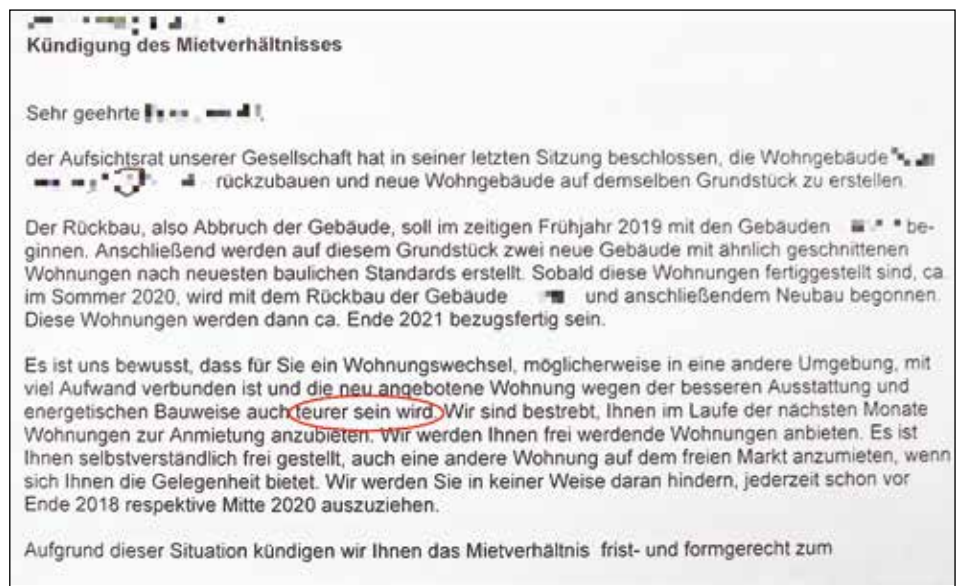 Kündigung des Mietverhältnisses
Sehr geehrte
der Aufsichtsrat unserer Gesellschaft hat in seiner letzten Sitzung beschlossen, die Wohngebäude
rückzubauen und neue Wohngebäude auf demselben Grundstück zu erstellen.
Der Rückbau, also Abbruch der Gebäude, soll im zeitigen Frühjahr 2019 mit den Gebäuden be-
ginnen. Anschließend werden auf diesem Grundstück zwei neue Gebäude mit ähnlich geschnittenen
Wohnungen nach neuesten baulichen Standards erstellt. Sobald diese Wohnungen fertiggestellt sind, ca.
im Sommer 2020, wird mit dem Rückbau der Gebäude und anschließendem Neubau begonnen.
Diese Wohnungen werden dann ca. Ende 2021 bezugsfertig sein.
Es ist uns bewusst, dass für Sie ein Wohnungswechsel, möglicherweise in eine andere Umgebung, mit
viel Aufwand verbunden ist und die neu angebotene Wohnung wegen der besseren Ausstattung und
energetischen Bauweise auch teurer sein wird. Wir sind bestrebt, Ihnen im Laufe der nächsten Monate
Wohnungen zur Anmietung anzubieten. Wir werden Ihnen frei werdende Wohnungen anbieten. Es ist
Ihnen selbstverständlich frei gestellt, auch eine andere Wohnung auf dem freien Markt anzumieten, wenn
sich Ihnen die Gelegenheit bietet. Wir werden Sie in keiner Weise daran hindern, jederzeit schon vor
Ende 2018 respektive Mitte 2020 auszuziehen.
Aufgrund dieser Situation kündigen wir Ihnen das Mietverhältnis frist- und formgerecht zum